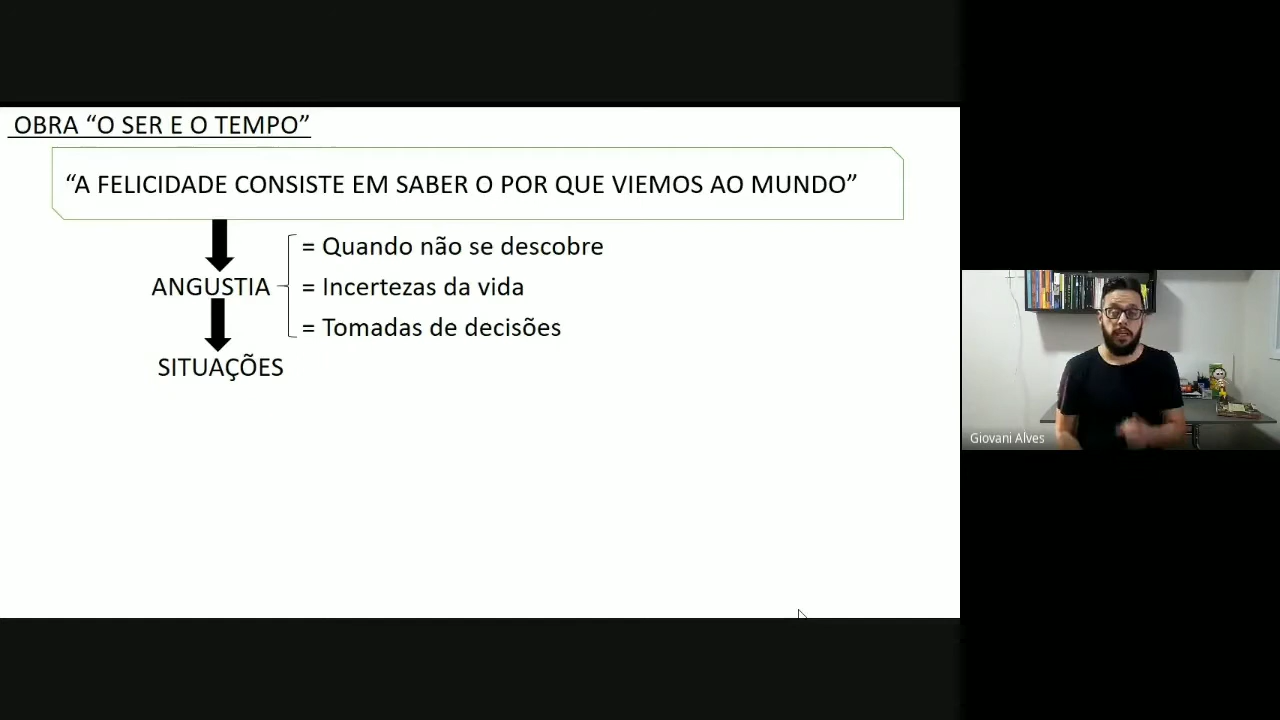 OBRA “O SER E O TEMPO”
“A FELICIDADE CONSISTE EM SABER O POR QUE VIEMOS AO MUNDO”
= Quando não se descobre
ANGUSTIA
= Incertezas da vida
= Tomadas de decisões
SITUAÇÕES
Giovani Alves